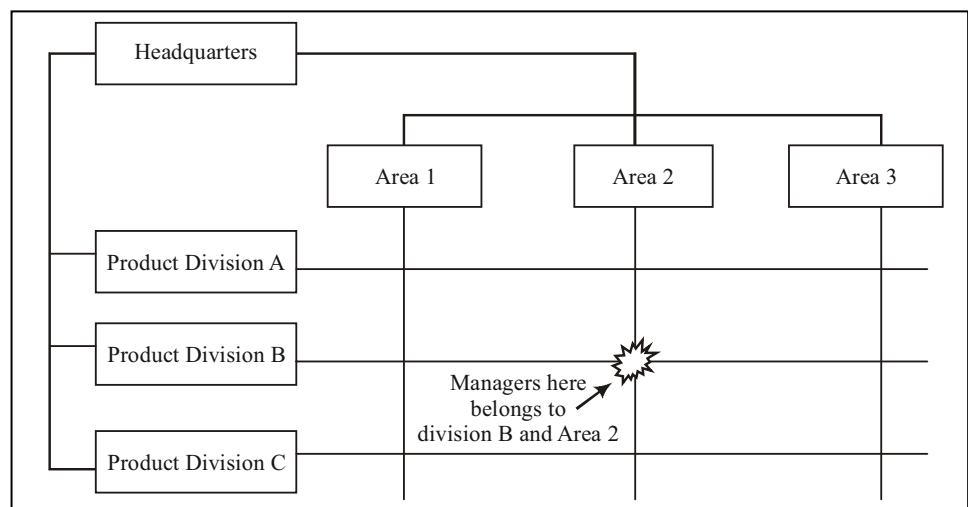 Headquarters
Area 1
Area 2
Area 3
Product Division A
Product Division B
Managers here
belongs to
division B and Area 2
Product Division C